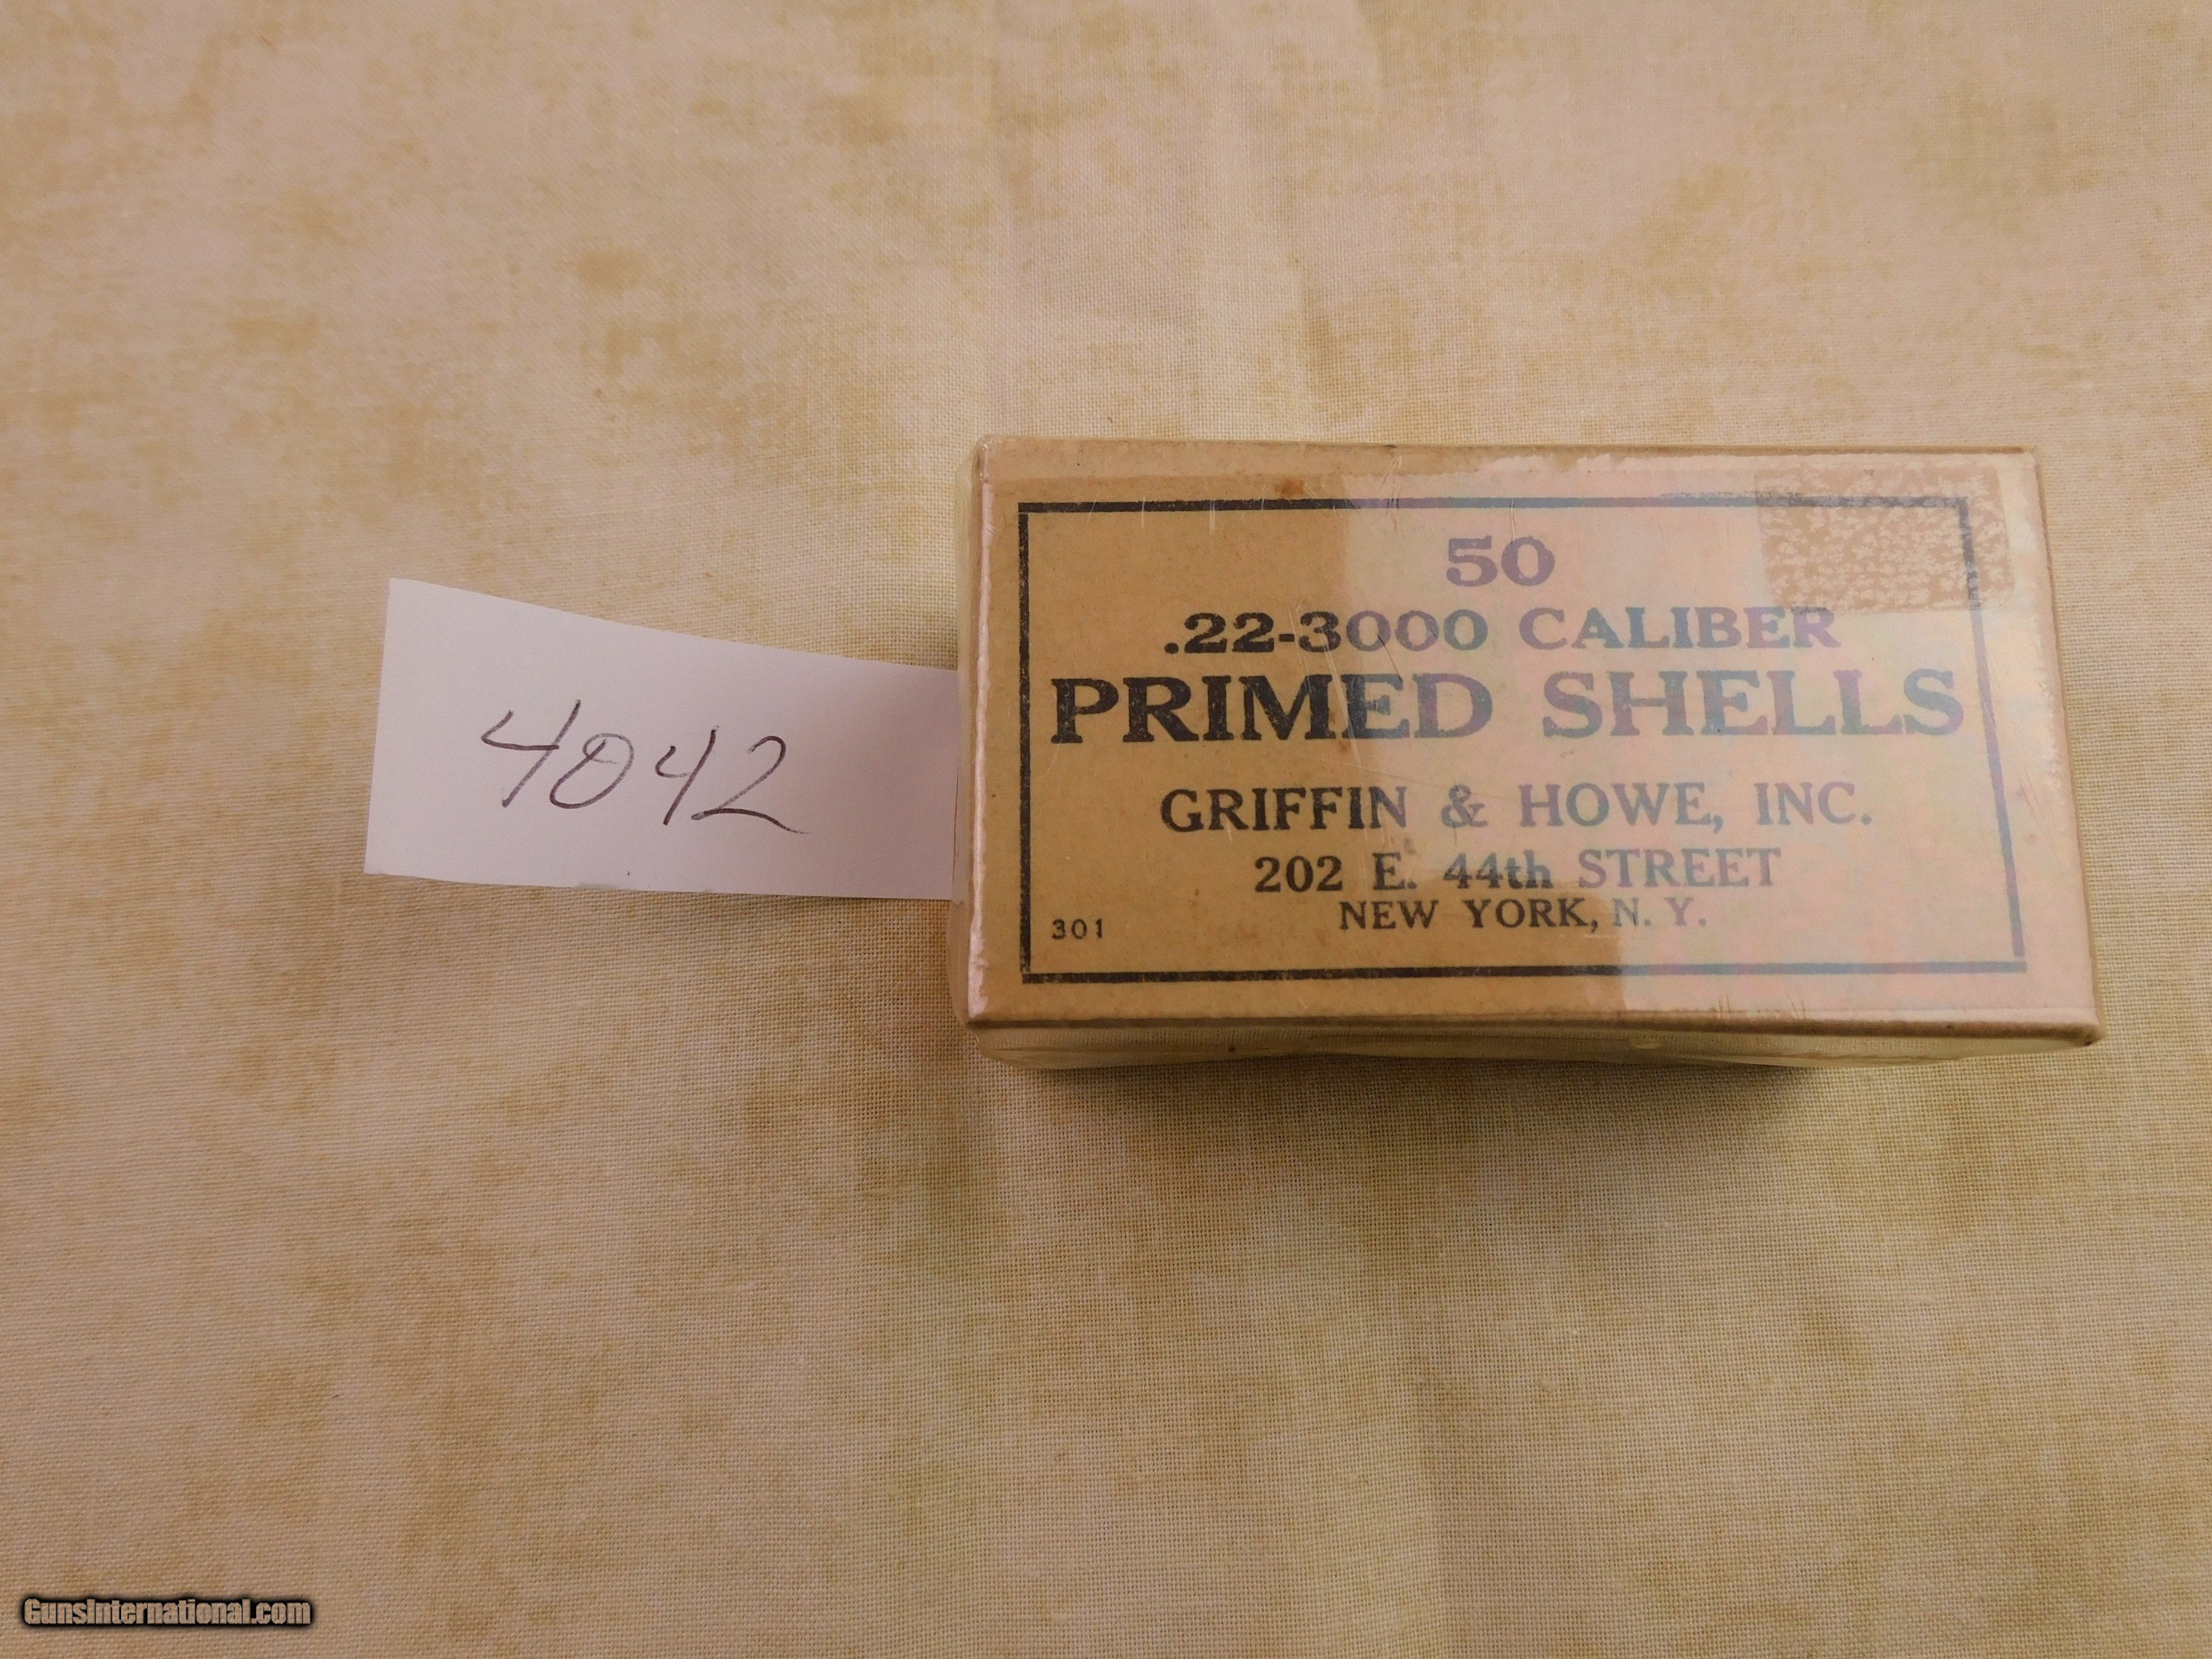 50
.22-3000 CALIBER
PRIMED SHELLS
GRIFFIN & HOWE, INC.
202 E. 44th STREET
NEW YORK, N. Y.
301
4042
GunsInternational.com